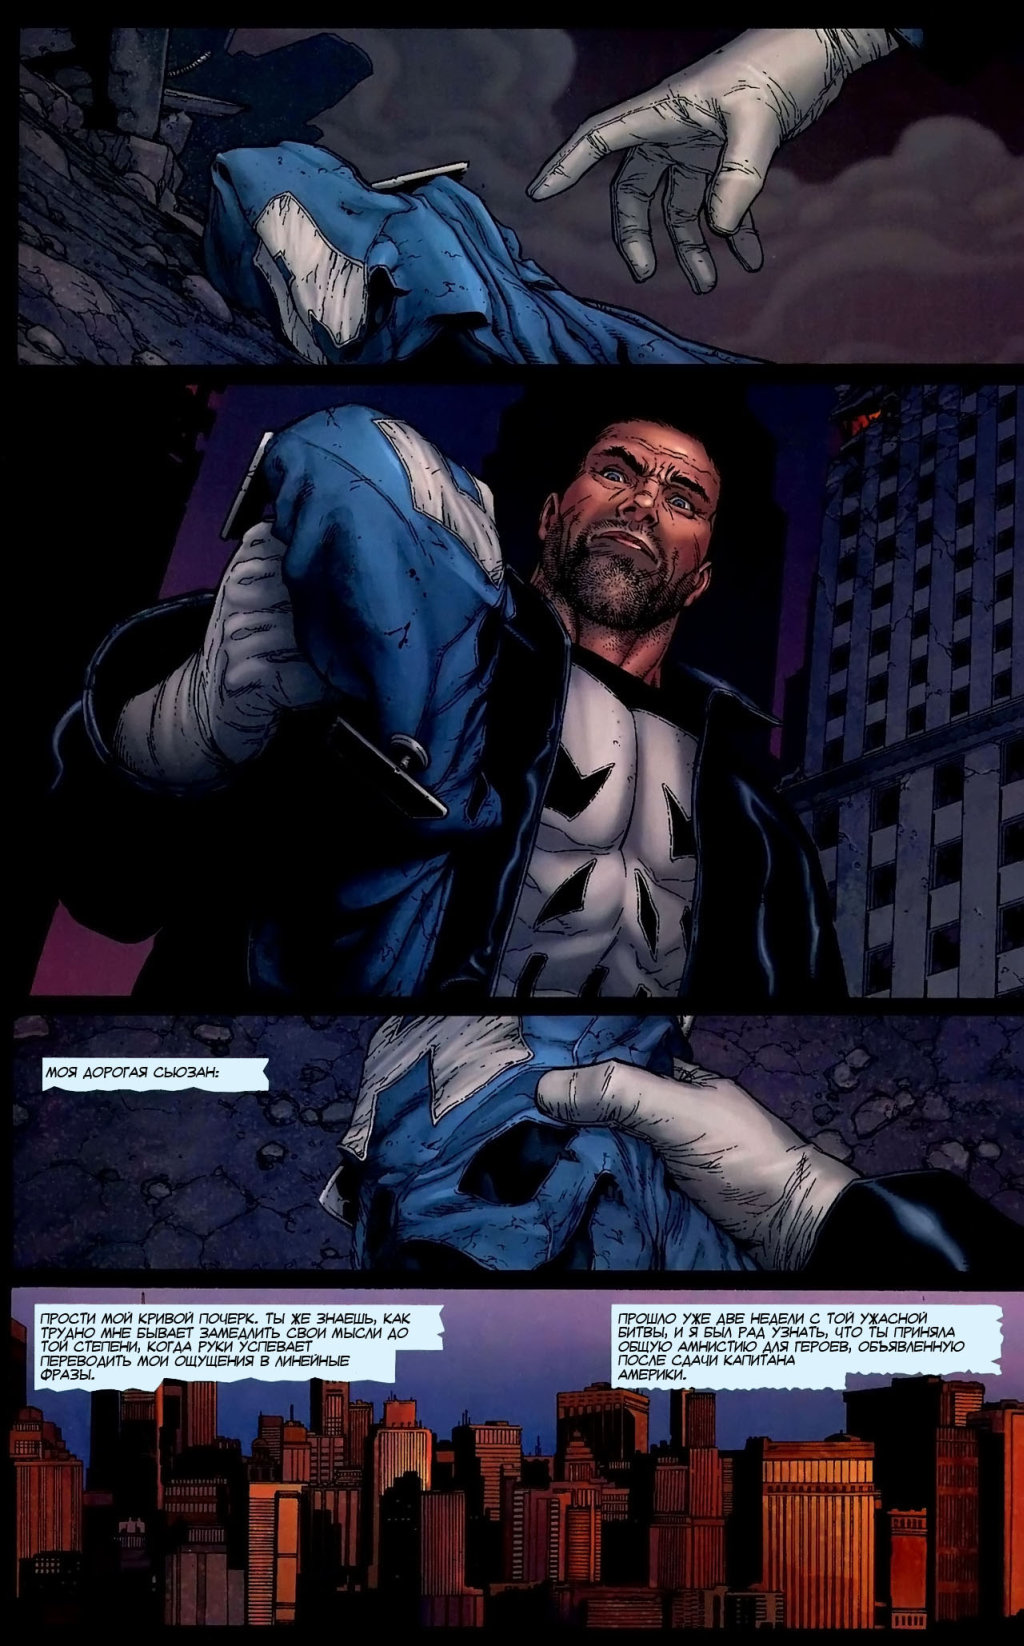 МОЯ ДОРОГАЯ СЬЮЗАН:
ПРОСТИ МОЙ КРИВОЙ ПОЧЕРК. ТЫ ЖЕ ЗНАЕШЬ, КАК
ТРУДНО МНЕ БЫВАЕТ ЗАМЕДЛИТЬ СВОИ МЫСЛИ ДО
ТОЙ СТЕПЕНИ, КОГДА РУКИ УСПЕВАЕТ
ПЕРЕВОДИТЬ МОИ ОЩУЩЕНИЯ В ЛИНЕЙНЫЕ
ФРАЗЫ.
ПРОШЛО УЖЕ ДВЕ НЕДЕЛИ С ТОЙ УЖАСНОЙ
БИТВЫ, И Я БЫЛ РАД УЗНАТЬ, ЧТО ТЫ ПРИНЯЛА
ОБЩУЮ АМНИСТИЮ ДЛЯ ГЕРОЕВ, ОБЪЯВЛЕННУЮ
ПОСЛЕ СДАЧИ КАПИТАНА
АМЕРИКИ.